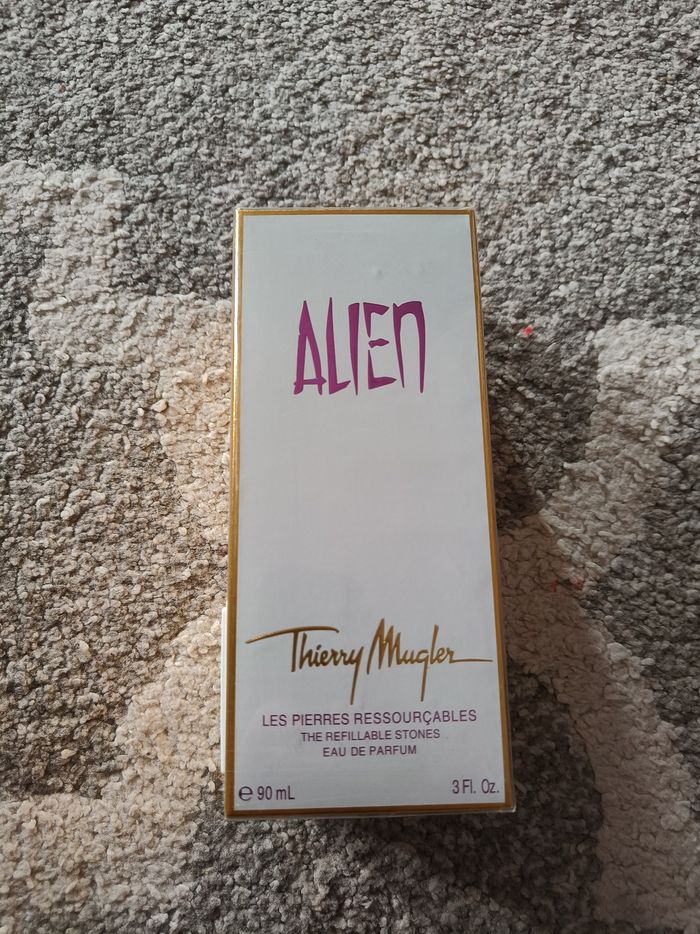 ALIEN
Thierry Mugler
LES PIERRES RESSOURÇABLES
THE REFILLABLE STONES
EAU DE PARFUM
℮ 90 mL 3 Fl. Oz.